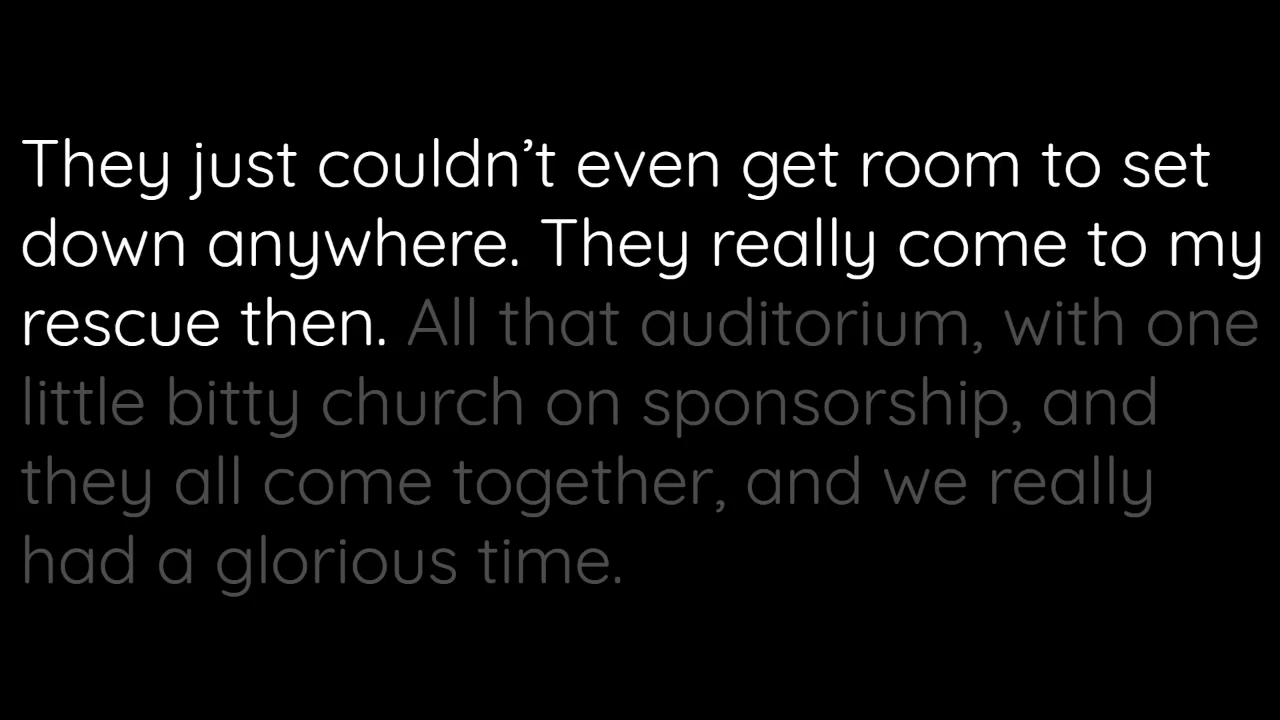 They just couldn’t even get room to set
down anywhere. They really come to my
rescue then. All that auditorium, with one
little bitty church on sponsorship, and
they all come together, and we really
had a glorious time.